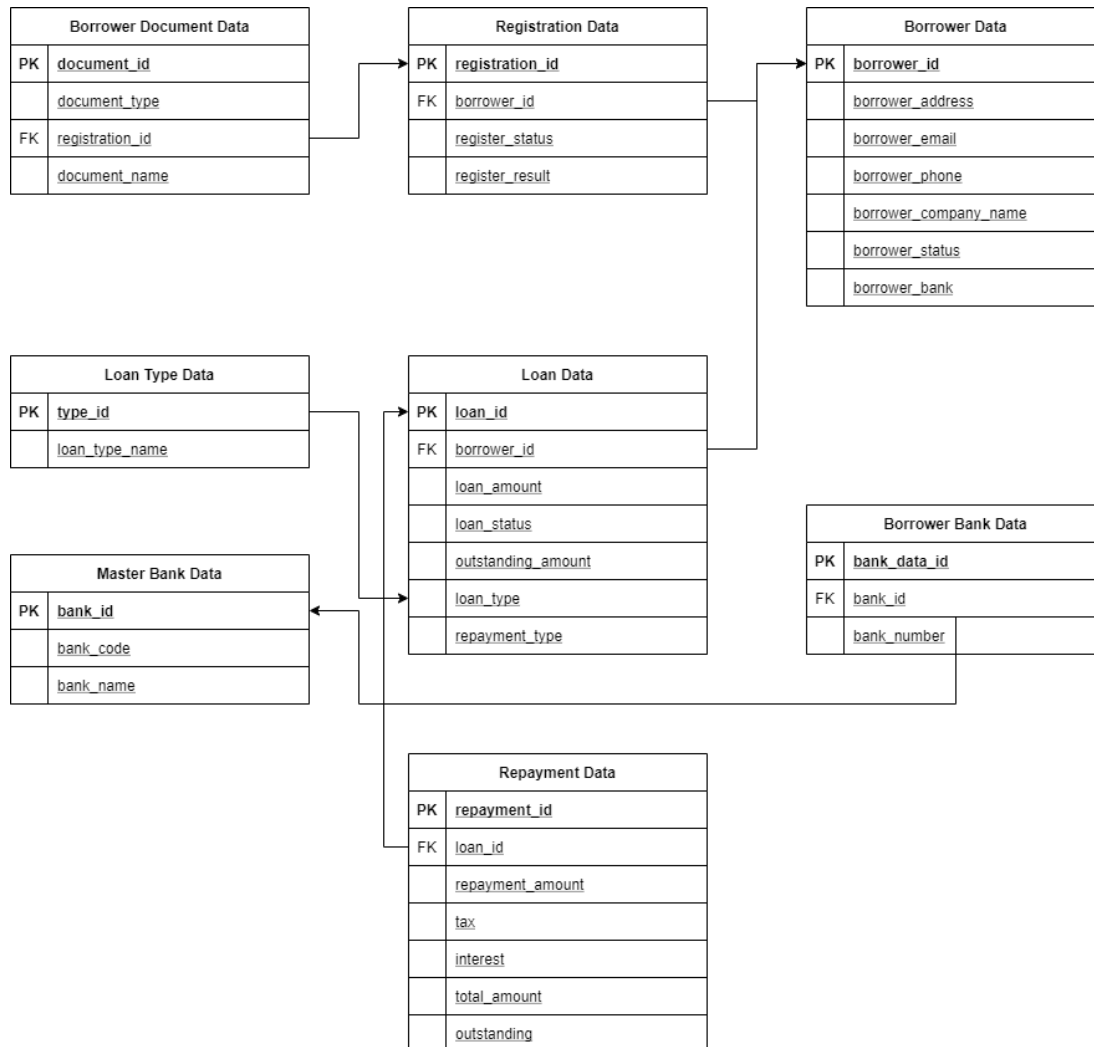 Borrower Document Data
PK document_id
document_type
FK registration_id
document_name
Registration Data
PK registration_id
FK borrower_id
register_status
register_result
Borrower Data
PK borrower_id
borrower_address
borrower_email
borrower_phone
borrower_company_name
borrower_status
borrower_bank
Loan Type Data
PK type_id
loan_type_name
Loan Data
PK loan_id
FK borrower_id
loan_amount
loan_status
outstanding_amount
loan_type
repayment_type
Borrower Bank Data
PK bank_data_id
FK bank_id
bank_number
Master Bank Data
PK bank_id
bank_code
bank_name
Repayment Data
PK repayment_id
FK loan_id
repayment_amount
tax
interest
total_amount
outstanding